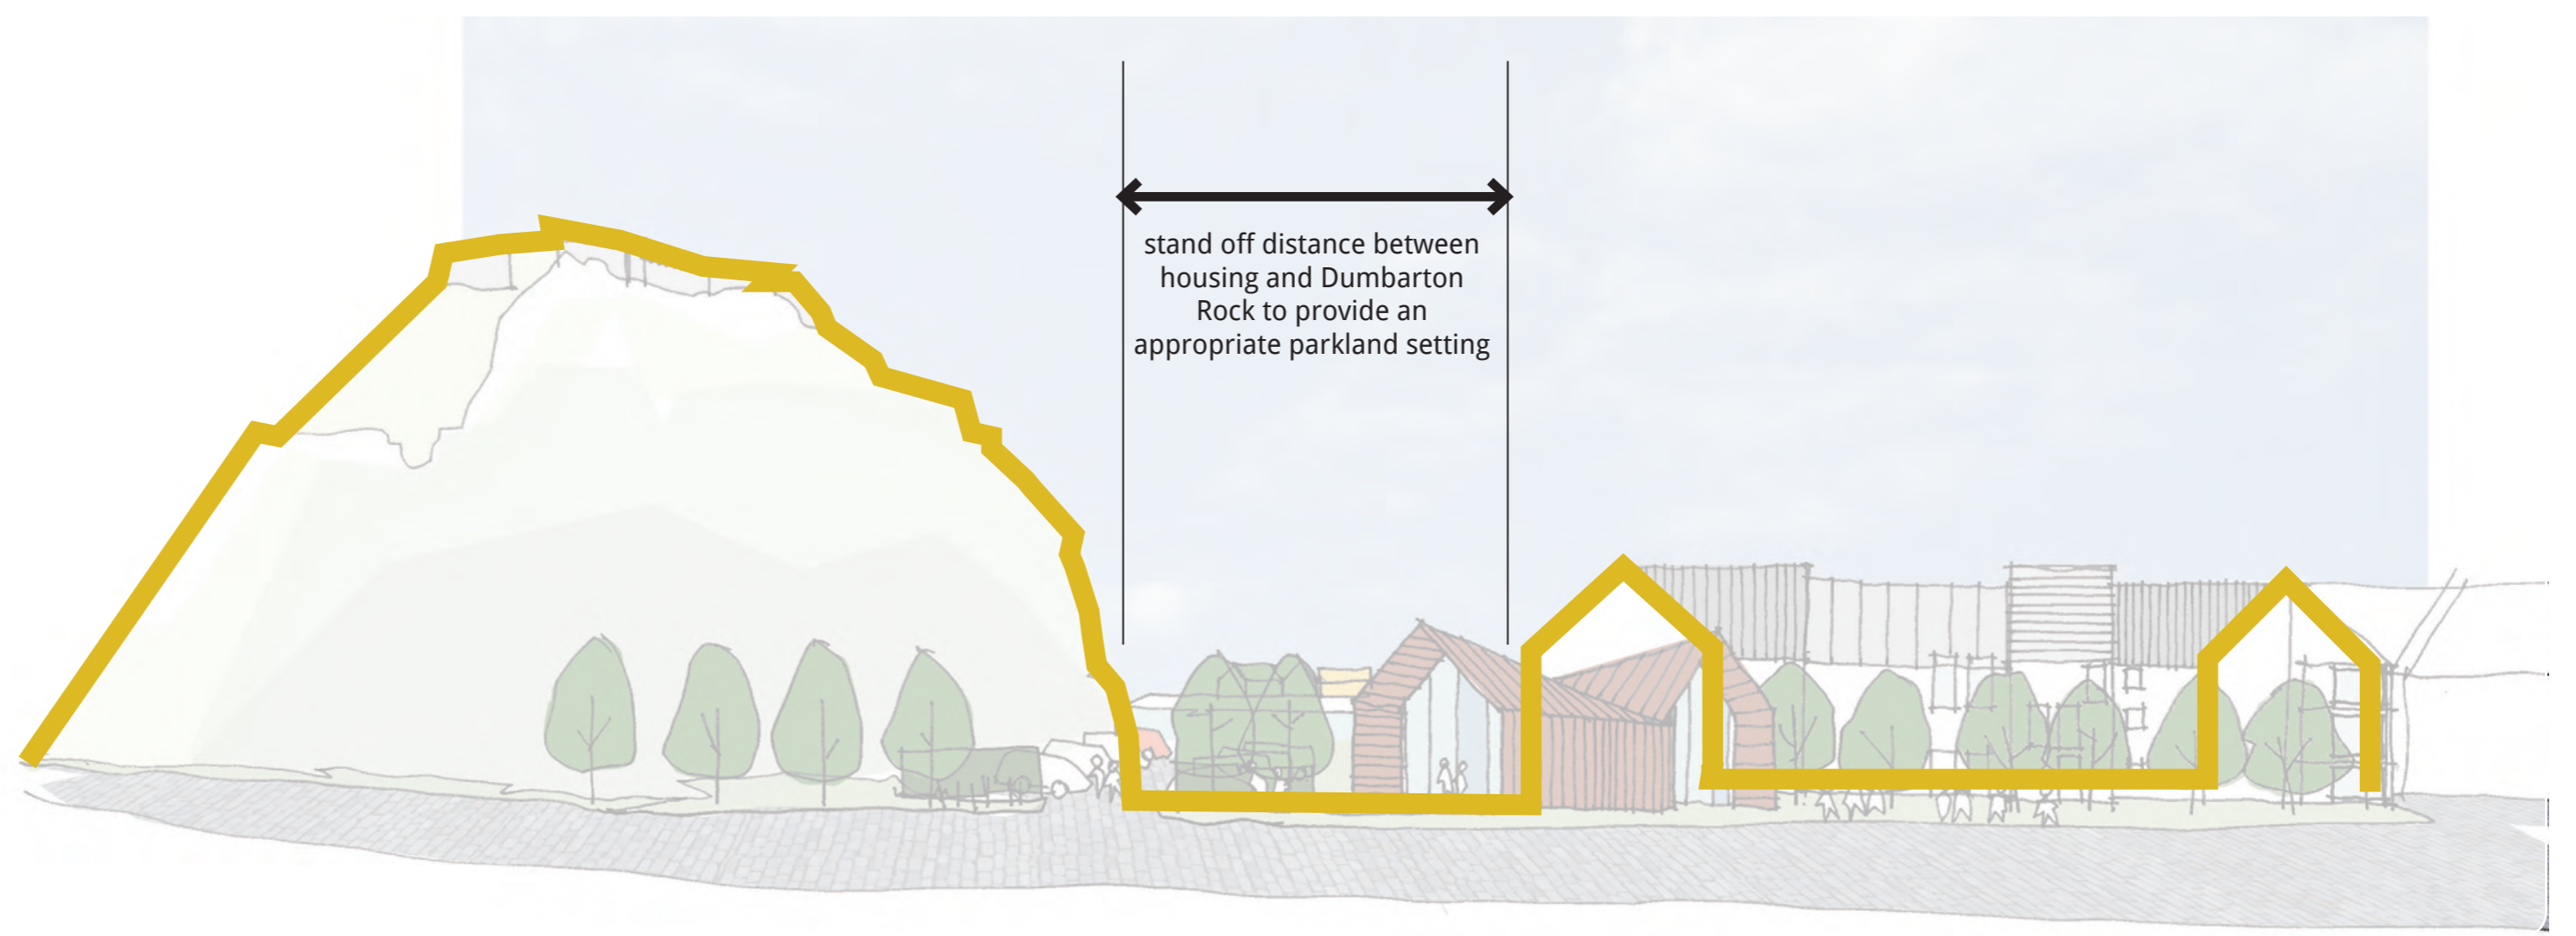 stand off distance between
housing and Dumbarton
Rock to provide an
appropriate parkland setting